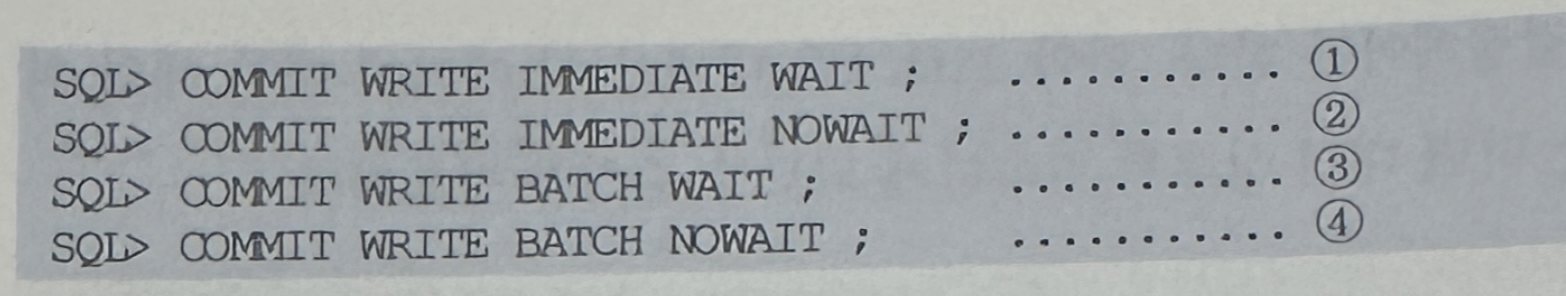 SQL> COMMIT WRITE IMMEDIATE WAIT ; ........... ①
SQL> COMMIT WRITE IMMEDIATE NOWAIT ; ........... ②
SQL> COMMIT WRITE BATCH WAIT ; ........... ③
SQL> COMMIT WRITE BATCH NOWAIT ; ........... ④